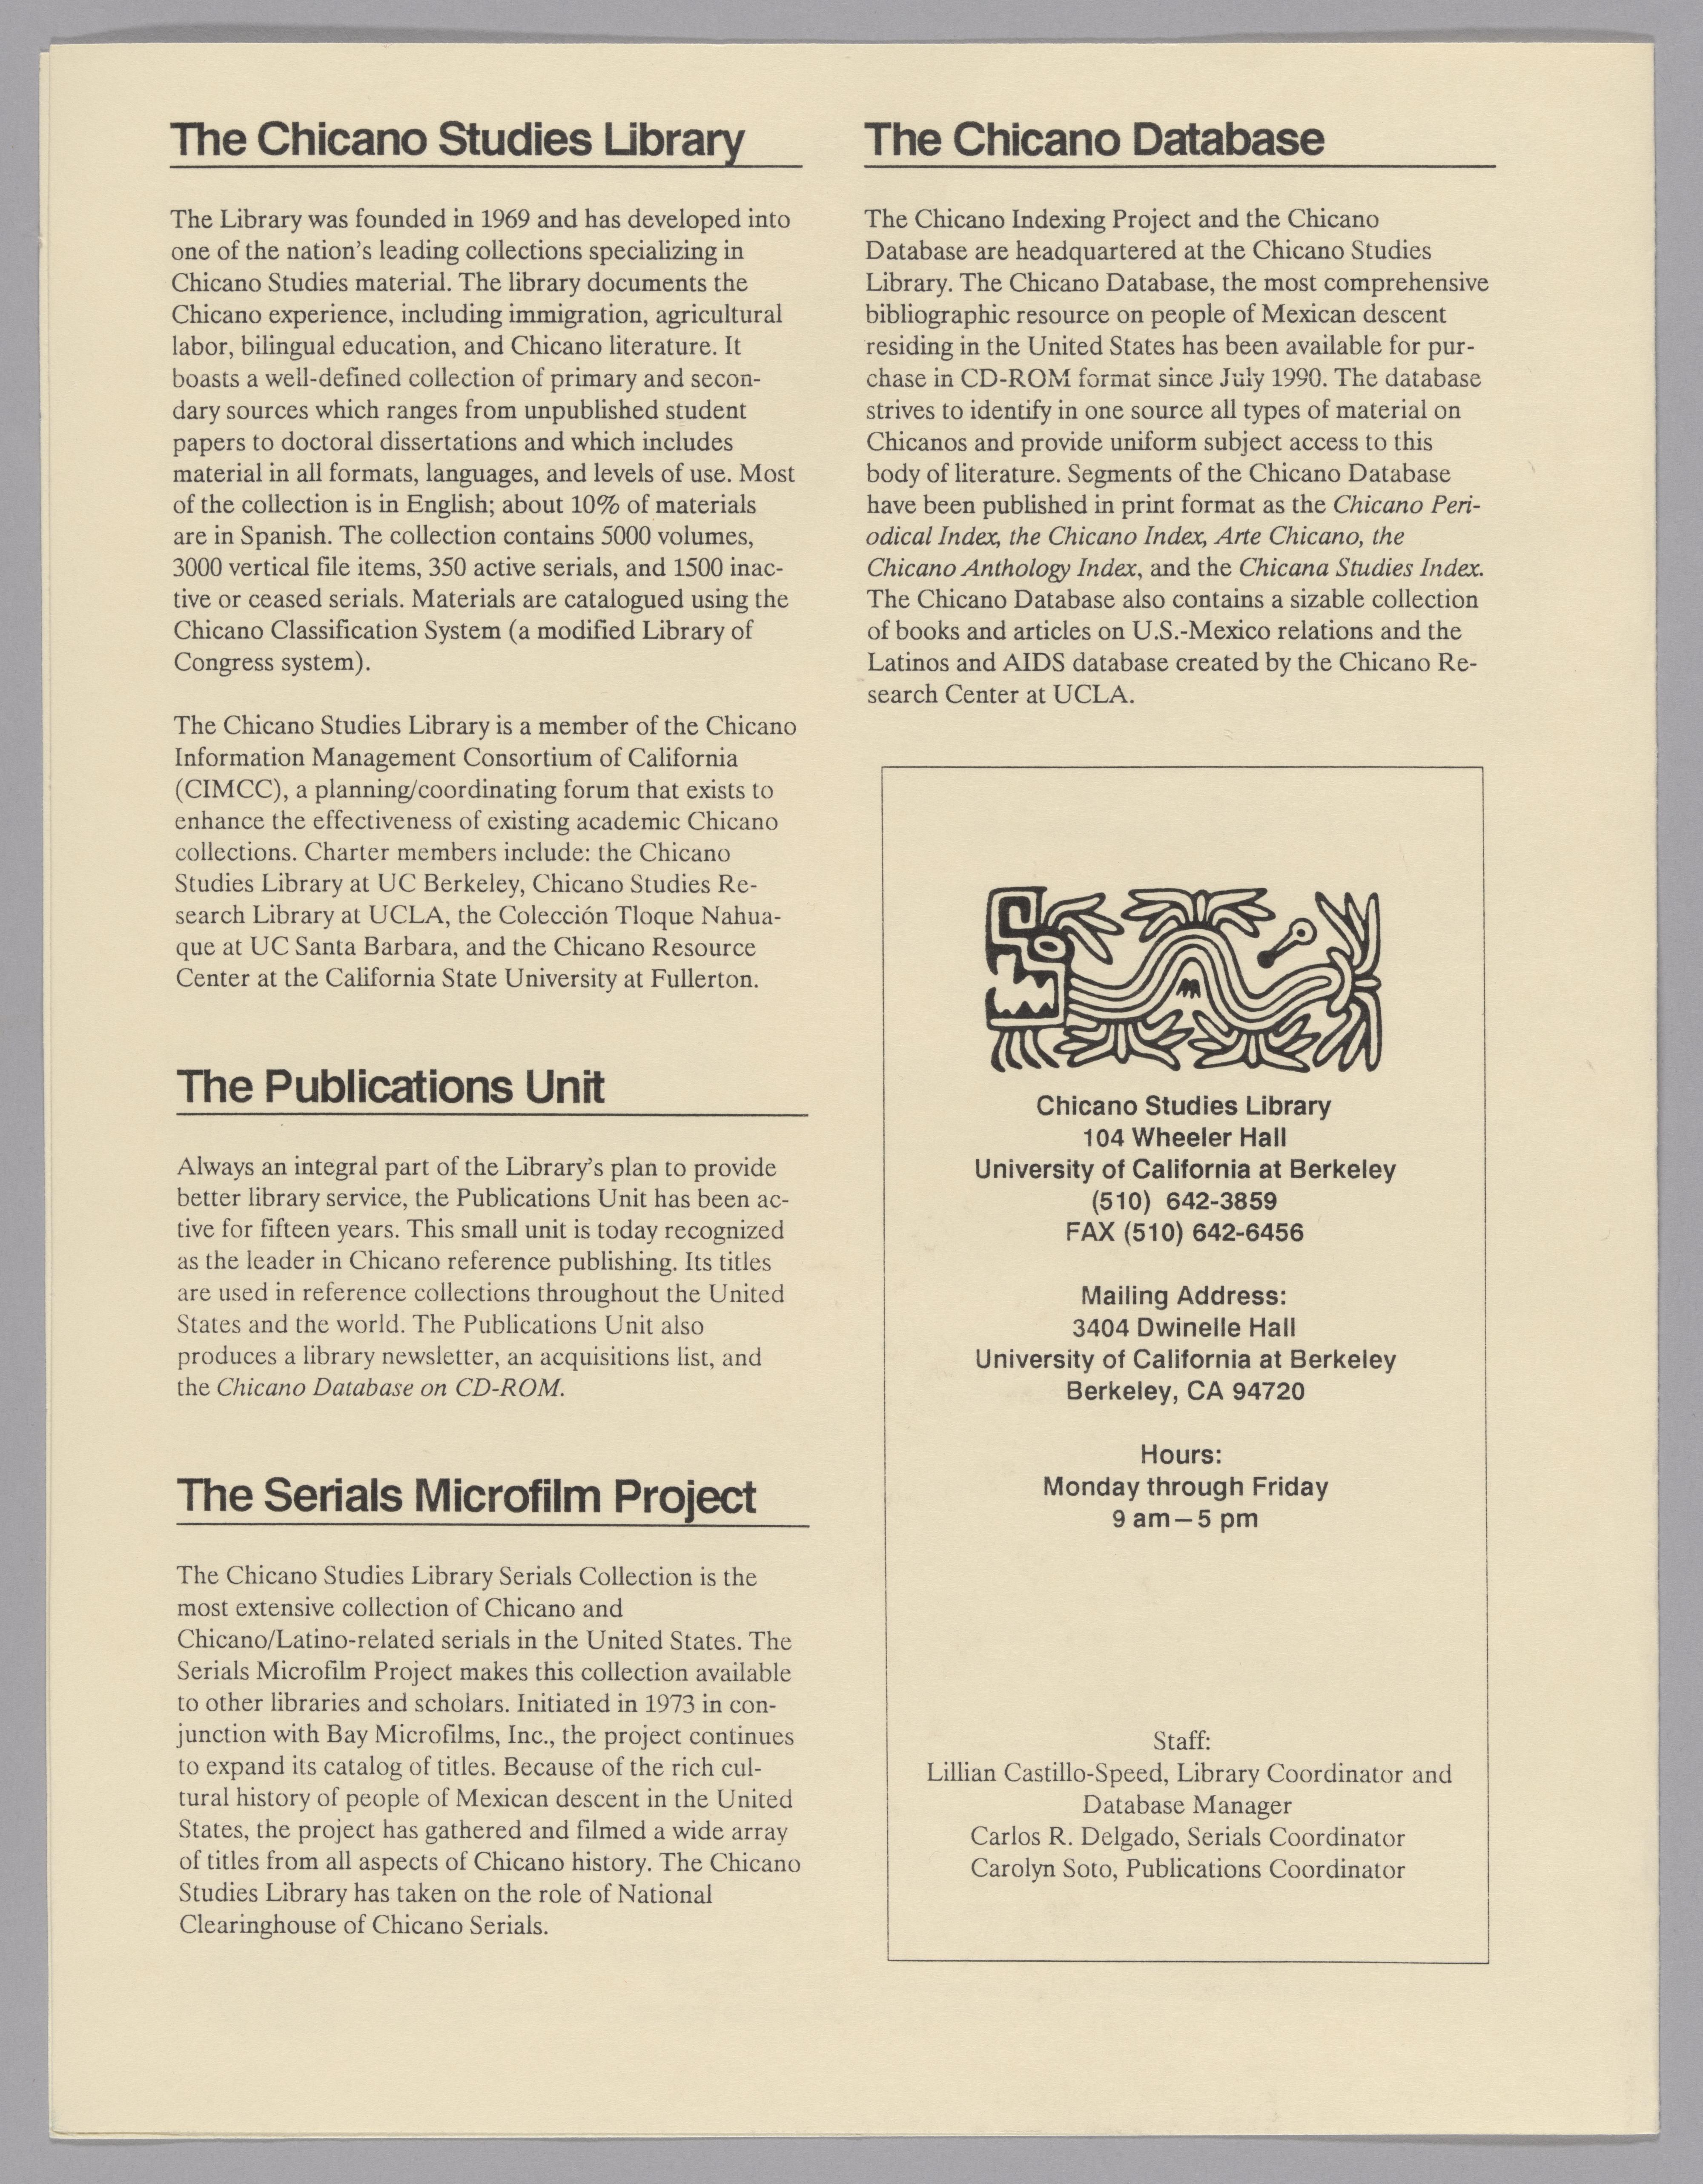 The Chicano Studies Library
The Library was founded in 1969 and has developed into
one of the nation's leading collections specializing in
Chicano Studies material. The library documents the
Chicano experience, including immigration, agricultural
labor, bilingual education, and Chicano literature. It
boasts a well-defined collection of primary and secon-
dary sources which ranges from unpublished student
papers to doctoral dissertations and which includes
material in all formats, languages, and levels of use. Most
of the collection is in English; about 10% of materials
are in Spanish. The collection contains 5000 volumes,
3000 vertical file items, 350 active serials, and 1500 inac-
tive or ceased serials. Materials are catalogued using the
Chicano Classification System (a modified Library of
Congress system).
The Chicano Studies Library is a member of the Chicano
Information Management Consortium of California
(CIMCC), a planning/coordinating forum that exists to
enhance the effectiveness of existing academic Chicano
collections. Charter members include: the Chicano
Studies Library at UC Berkeley, Chicano Studies Re-
search Library at UCLA, the Colección Tloque Nahua-
que at UC Santa Barbara, and the Chicano Resource
Center at the California State University at Fullerton.
The Publications Unit
Always an integral part of the Library's plan to provide
better library service, the Publications Unit has been ac-
tive for fifteen years. This small unit is today recognized
as the leader in Chicano reference publishing. Its titles
are used in reference collections throughout the United
States and the world. The Publications Unit also
produces a library newsletter, an acquisitions list, and
the Chicano Database on CD-ROM.
The Serials Microfilm Project
The Chicano Studies Library Serials Collection is the
most extensive collection of Chicano and
Chicano/Latino-related serials in the United States. The
Serials Microfilm Project makes this collection available
to other libraries and scholars. Initiated in 1973 in con-
junction with Bay Microfilms, Inc., the project continues
to expand its catalog of titles. Because of the rich cul-
tural history of people of Mexican descent in the United
States, the project has gathered and filmed a wide array
of titles from all aspects of Chicano history. The Chicano
Studies Library has taken on the role of National
Clearinghouse of Chicano Serials.
The Chicano Database
The Chicano Indexing Project and the Chicano
Database are headquartered at the Chicano Studies
Library. The Chicano Database, the most comprehensive
bibliographic resource on people of Mexican descent
residing in the United States has been available for pur-
chase in CD-ROM format since July 1990. The database
strives to identify in one source all types of material on
Chicanos and provide uniform subject access to this
body of literature. Segments of the Chicano Database
have been published in print format as the Chicano Peri-
odical Index, the Chicano Index, Arte Chicano, the
Chicano Anthology Index, and the Chicana Studies Index.
The Chicano Database also contains a sizable collection
of books and articles on U.S.-Mexico relations and the
Latinos and AIDS database created by the Chicano Re-
search Center at UCLA.
Chicano Studies Library
104 Wheeler Hall
University of California at Berkeley
(510) 642-3859
FAX (510) 642-6456
Mailing Address:
3404 Dwinelle Hall
University of California at Berkeley
Berkeley, CA 94720
Hours:
Monday through Friday
9 am — 5 pm
Staff:
Lillian Castillo-Speed, Library Coordinator and
Database Manager
Carlos R. Delgado, Serials Coordinator
Carolyn Soto, Publications Coordinator